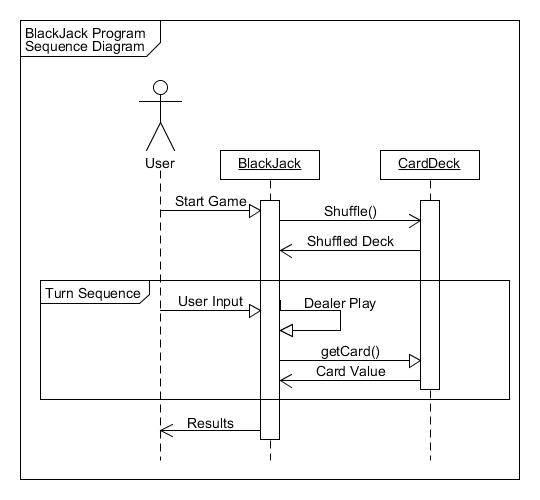 BlackJack Program
Sequence Diagram
User
BlackJack
CardDeck
Start Game
Shuffle()
Shuffled Deck
Turn Sequence
User Input
Dealer Play
getCard()
Card Value
Results